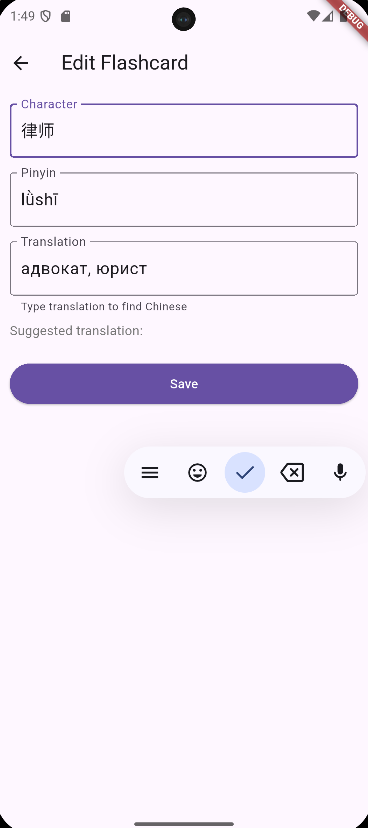 1:49
DEBUG
Edit Flashcard
Character
律师
Pinyin
lǜshī
Translation
адвокат, юрист
Type translation to find Chinese
Suggested translation:
Save